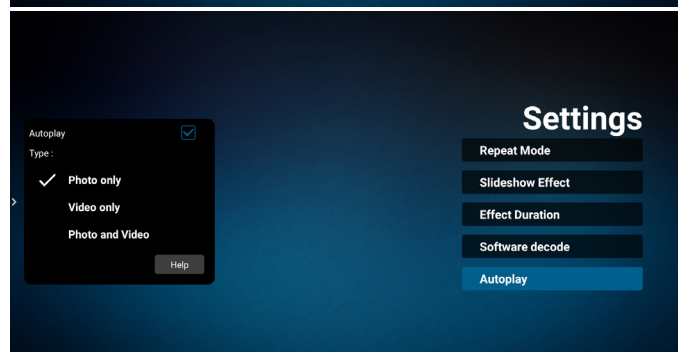 Settings
Autoplay
Type :
Photo only
Video only
Photo and Video
Help
Repeat Mode
Slideshow Effect
Effect Duration
Software decode
Autoplay